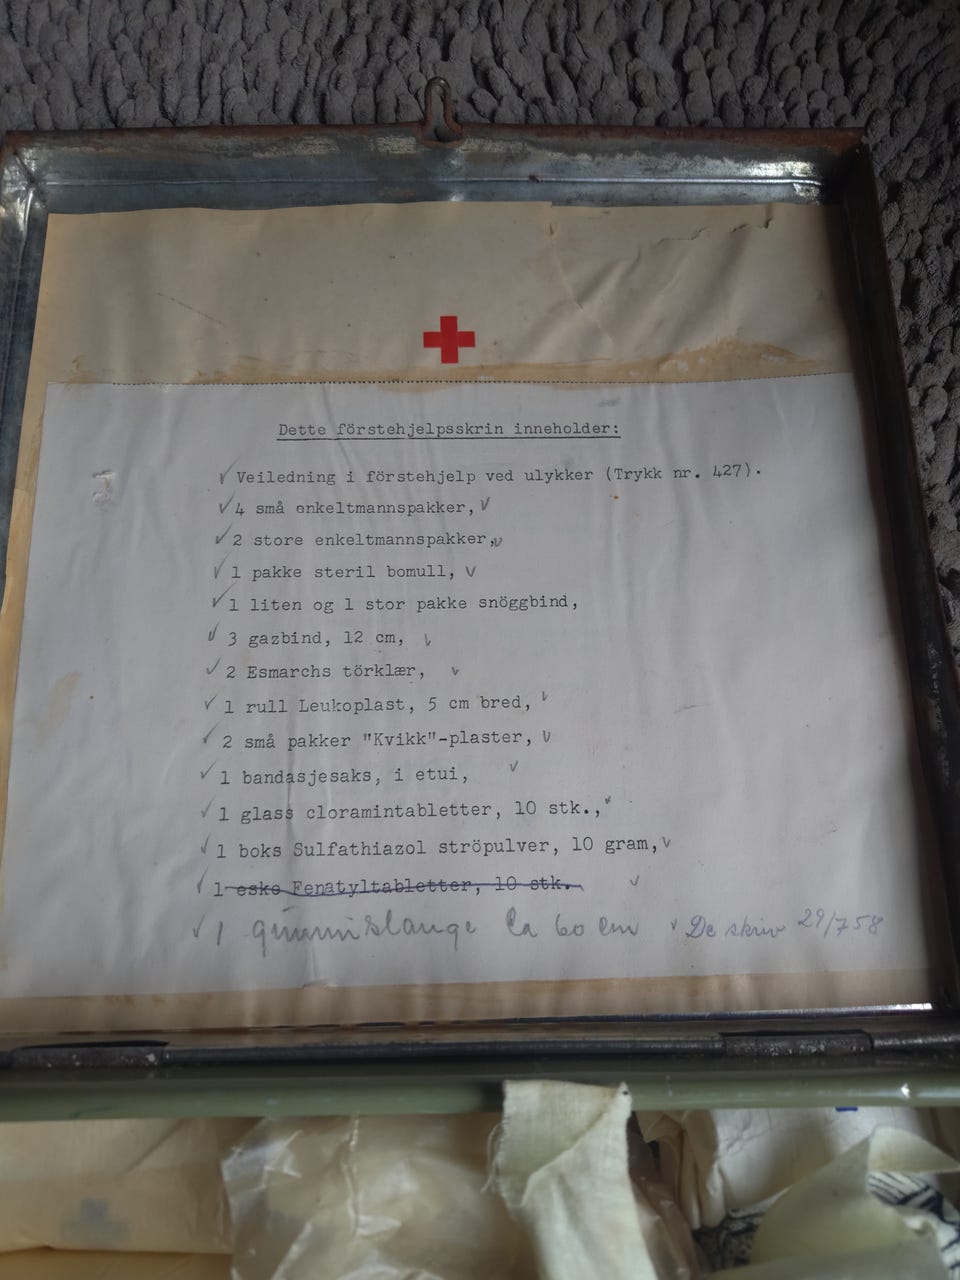 Dette förstehjelpsskrin inneholder:
Veiledning i förstehjelp ved ulykker (Trykk nr. 427).
4 små enkeltmannspakker,
2 store enkeltmannspakker,
1 pakke steril bomull,
1 liten og 1 stor pakke snöggbind,
3 gazbind, 12 cm,
2 Esmarchs törklær,
1 rull Leukoplast, 5 cm bred,
2 små pakker "Kvikk"-plaster,
1 bandasjesaks, i etui,
1 glass cloramintabletter, 10 stk.,
1 boks Sulfathiazol ströpulver, 10 gram,
1 eske Fenatyltabletter, 10 stk.
1 gummislange ca 60 cm 29/7 58